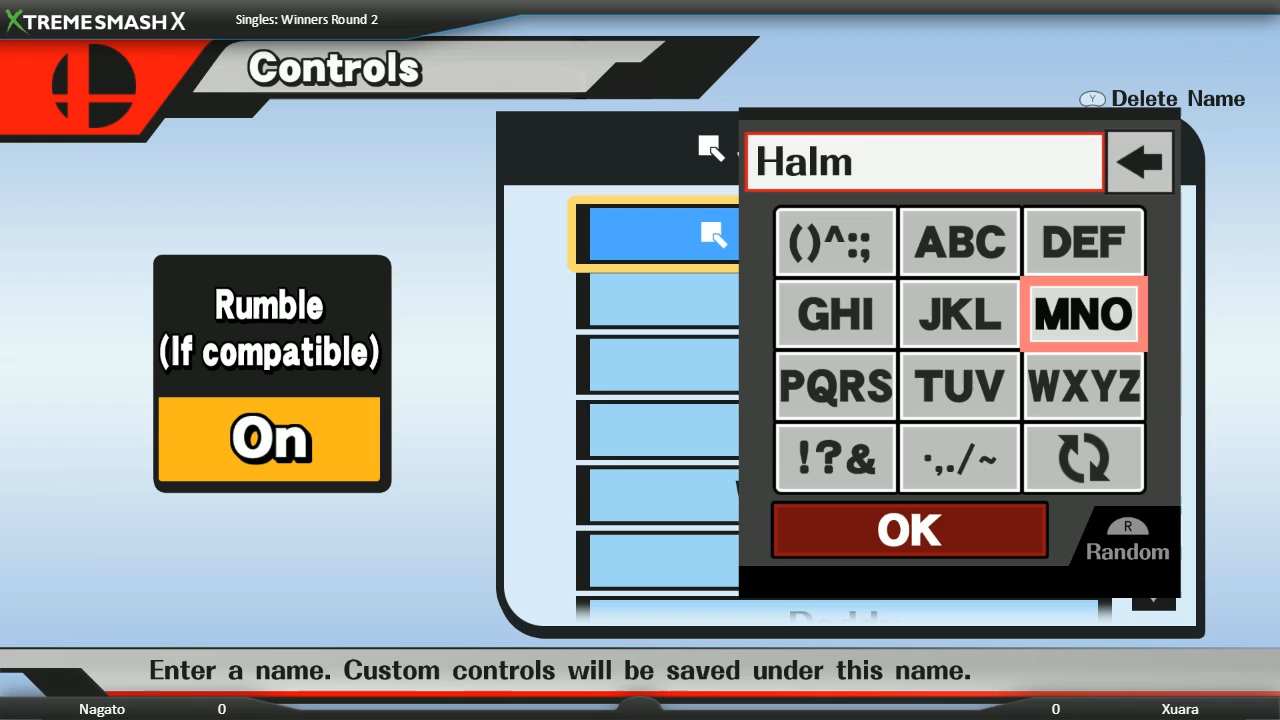 XTREMESMASH X
Singles: Winners Round 2
Controls
Y Delete Name
Halm
()^:; ABC DEF
GHI JKL MNO
PQRS TUV WXYZ
!?& ·,./~
OK
R
Random
Rumble
(If compatible)
On
Enter a name. Custom controls will be saved under this name.
Nagato 0 0 Xuara